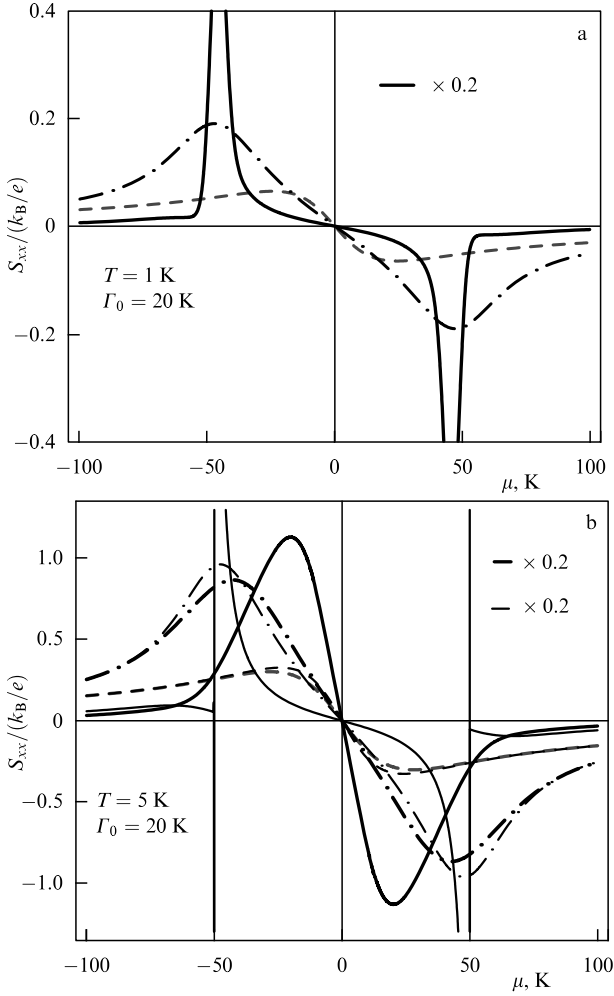 0.4
a
× 0.2
0.2
0
−0.2
−0.4
S_xx/(k_B/e)
T = 1 K
Γ_0 = 20 K
−100 −50 0 50 100
μ, K
b
1.0
× 0.2
× 0.2
0.5
0
−0.5
−1.0
S_xx/(k_B/e)
T = 5 K
Γ_0 = 20 K
−100 −50 0 50 100
μ, K